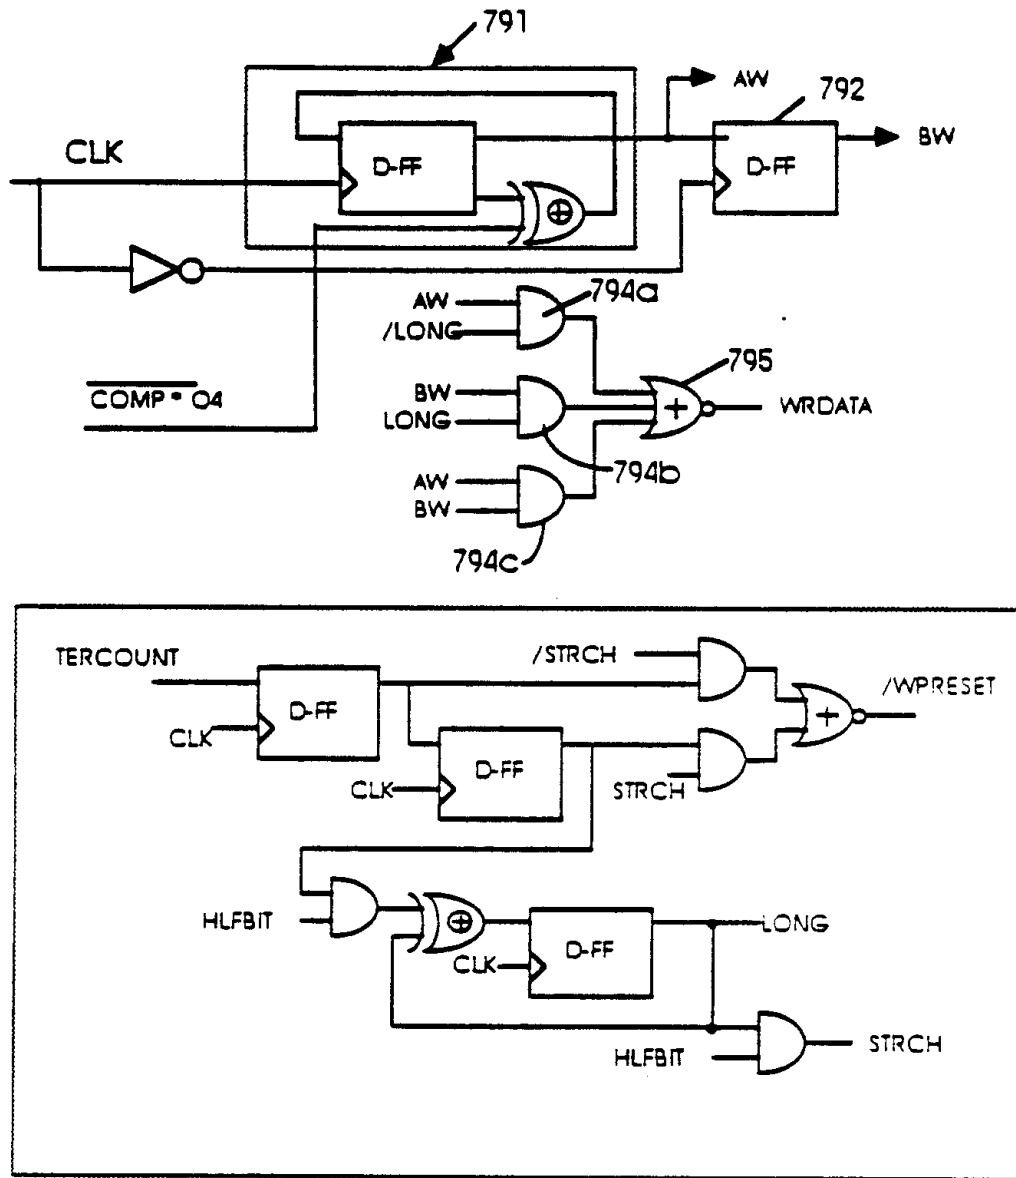 791
AW
792
CLK
D-FF
D-FF
BW
AW
/LONG
794a
795
COMP = 04
BW
LONG
WRDATA
794b
AW
BW
794c
TERCOUNT
/STRCH
D-FF
/WPRESET
CLK
D-FF
CLK
STRCH
HLFBIT
D-FF
LONG
CLK
HLFBIT
STRCH